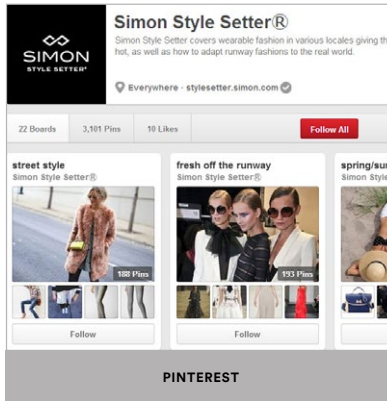 SIMON
STYLE SETTER
Simon Style Setter®
Simon Style Setter covers wearable fashion in various locales giving th
hot, as well as how to adapt runway fashions to the real world.
Everywhere · stylesetter.simon.com
22 Boards
3,101 Pins
10 Likes
Follow All
street style
Simon Style Setter®
188 Pins
Follow
fresh off the runway
Simon Style Setter®
193 Pins
Follow
spring/su
Simon Style
PINTEREST